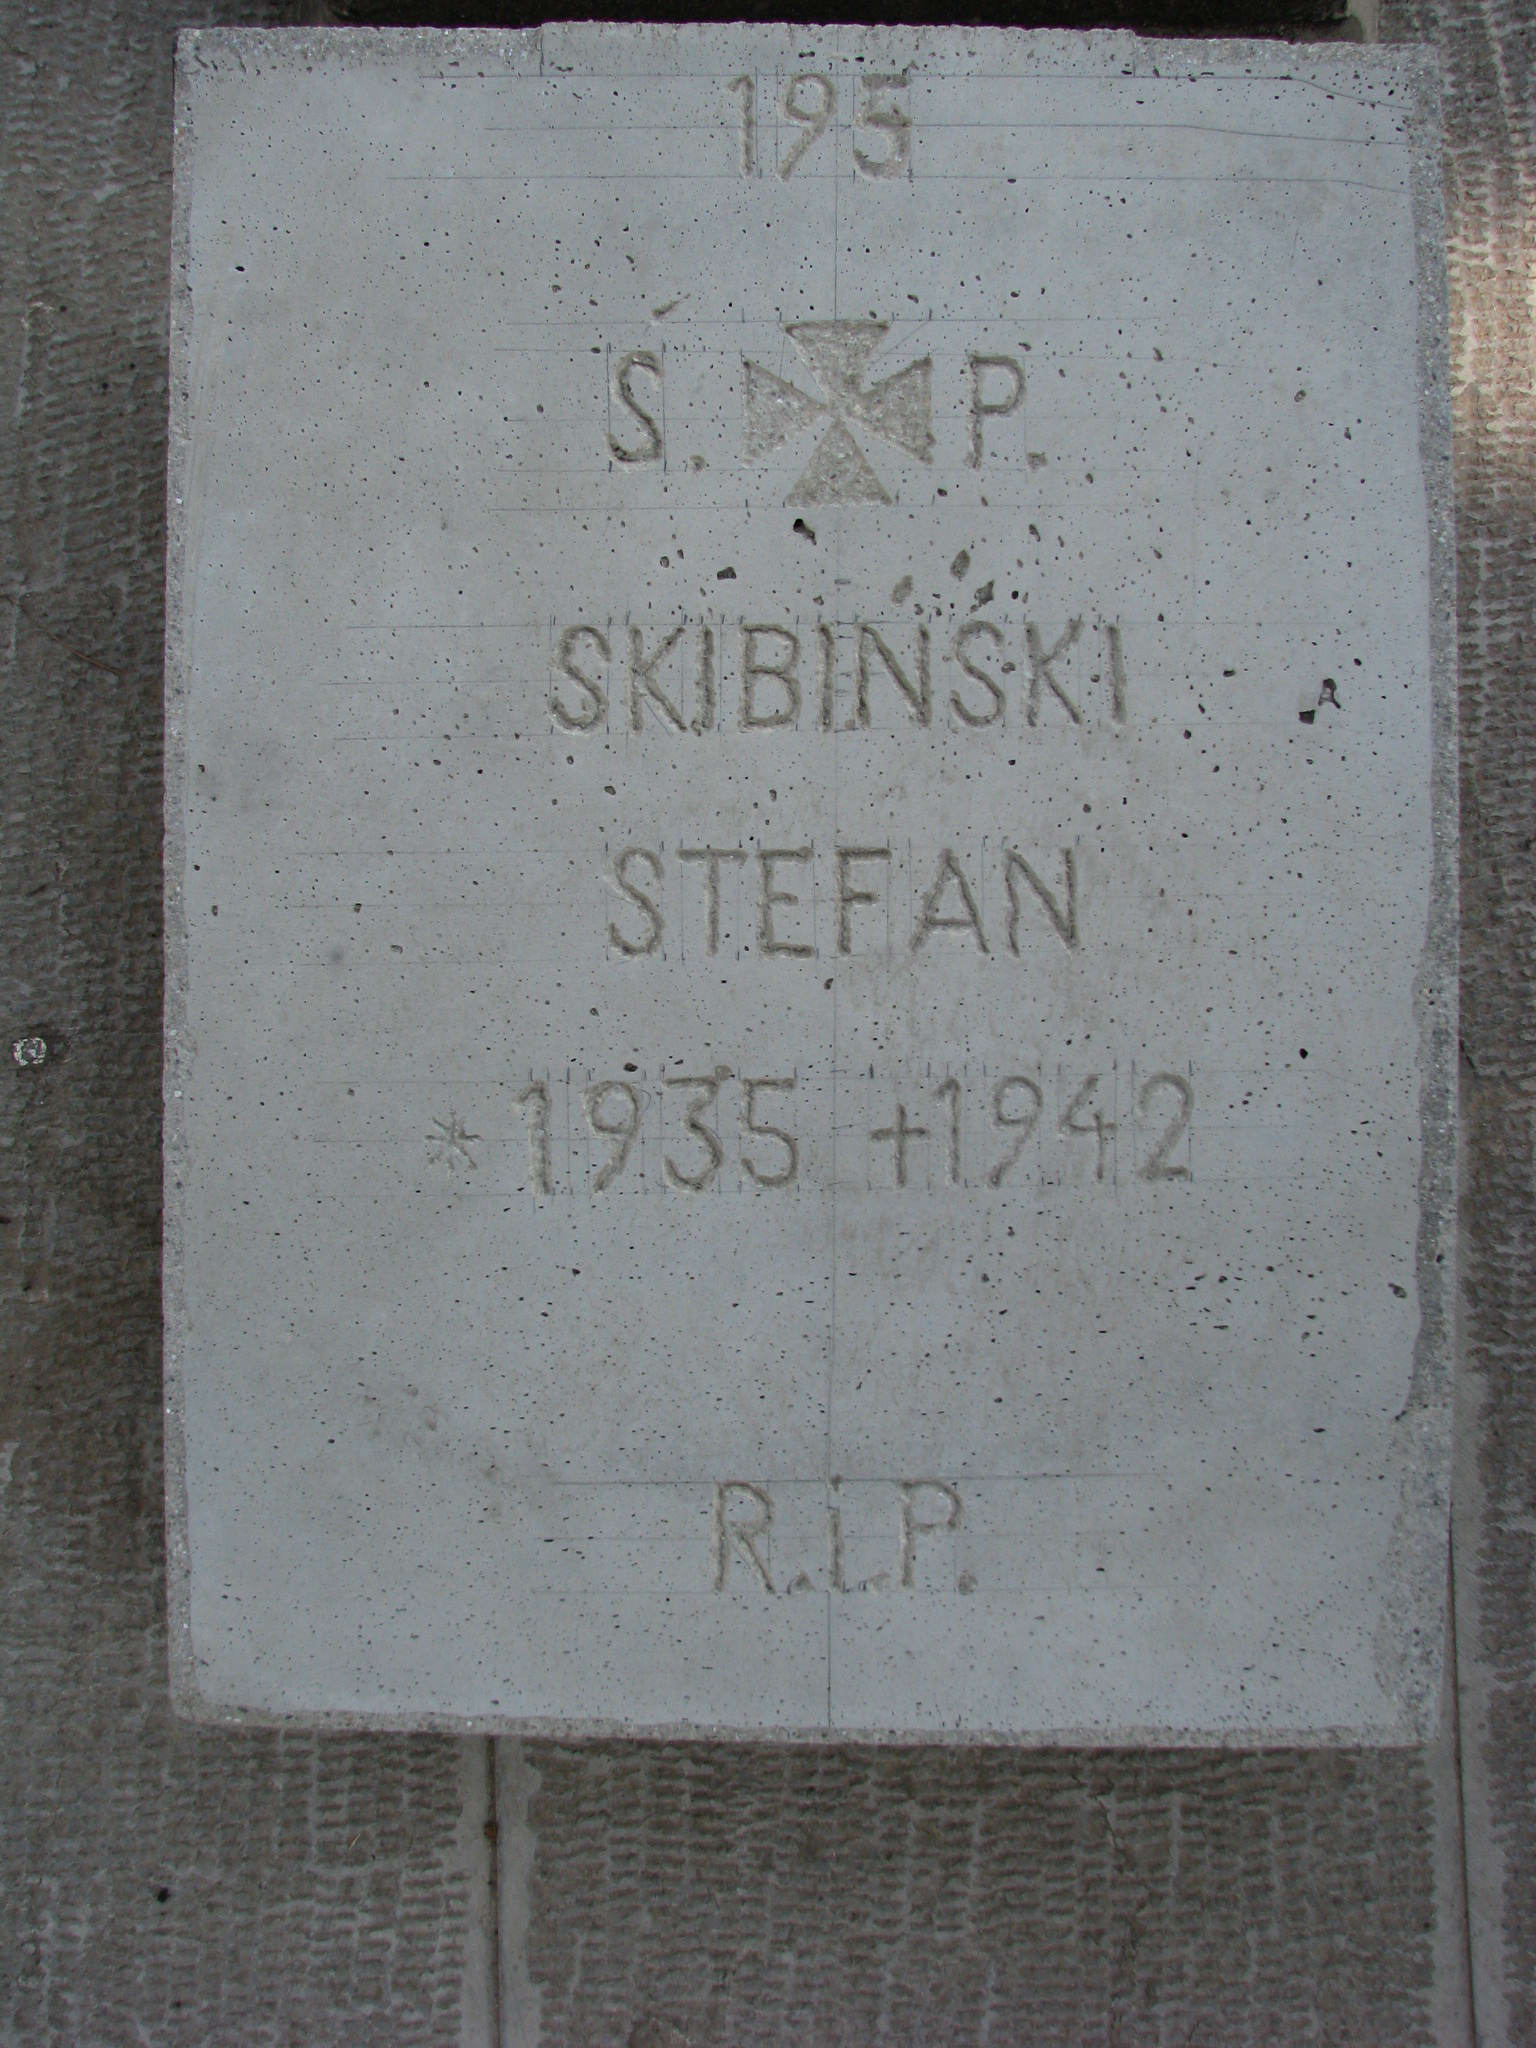 195
Ś. P.
SKIBIŃSKI
STEFAN
* 1935 +1942
R.I.P.